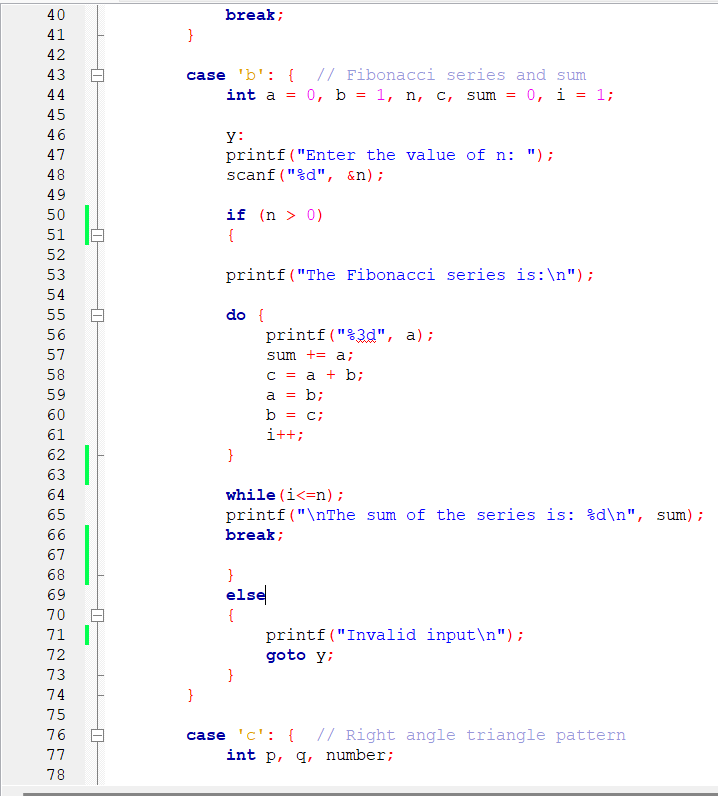 40 break;
41 }
42
43 case 'b': { // Fibonacci series and sum
44 int a = 0, b = 1, n, c, sum = 0, i = 1;
45
46 y:
47 printf("Enter the value of n: ");
48 scanf("%d", &n);
49
50 if (n > 0)
51 {
52
53 printf("The Fibonacci series is:\n");
54
55 do {
56 printf("%3d", a);
57 sum += a;
58 c = a + b;
59 a = b;
60 b = c;
61 i++;
62 }
63
64 while(i<=n);
65 printf("\nThe sum of the series is: %d\n", sum);
66 break;
67
68 }
69 else
70 {
71 printf("Invalid input\n");
72 goto y;
73 }
74 }
75
76 case 'c': { // Right angle triangle pattern
77 int p, q, number;
78